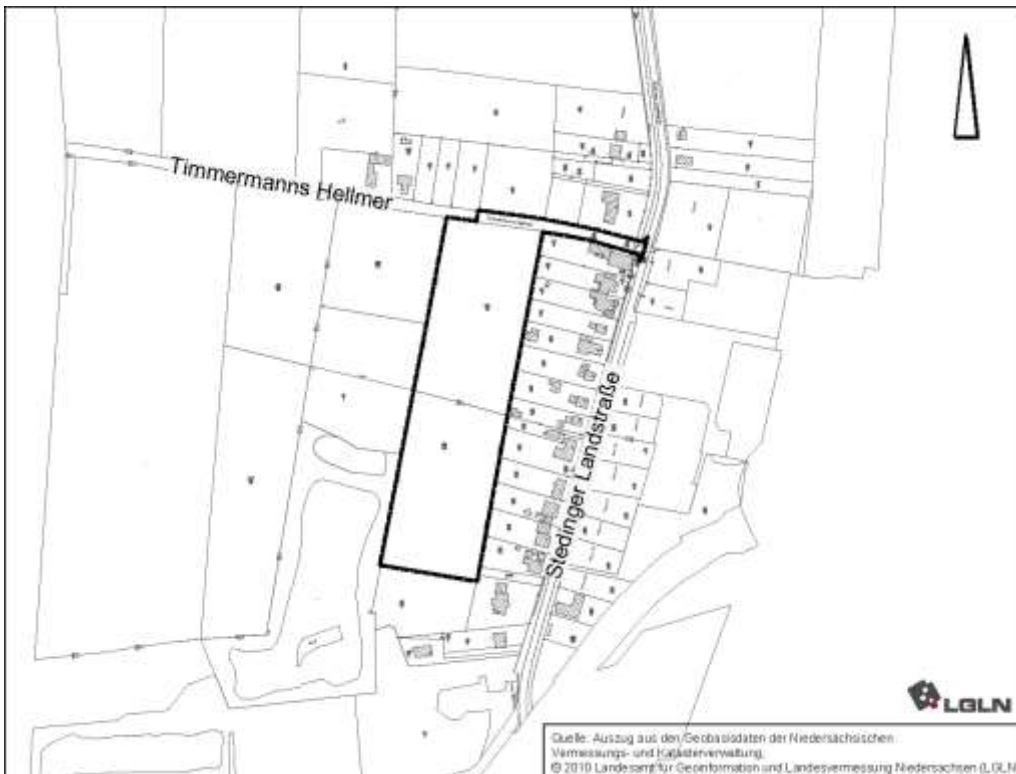 Timmermanns Hellmer
Stedinger Landstraße
LGLN
Quelle: Auszug aus den Geobasisdaten der Niedersächsischen
Vermessungs- und Katasterverwaltung,
© 2010 Landesamt für Geoinformation und Landesvermessung Niedersachsen (LGLN